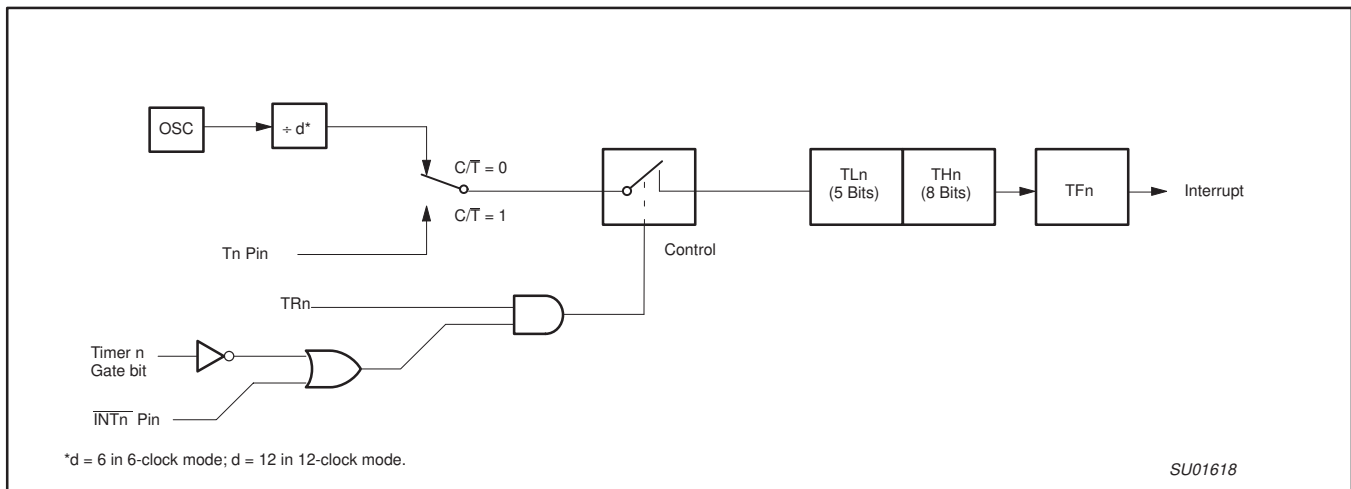 OSC
÷ d*
C/T̅ = 0
C/T̅ = 1
Tn Pin
Control
TLn
(5 Bits)
THn
(8 Bits)
TFn
Interrupt
TRn
Timer n
Gate bit
I̅N̅T̅n̅ Pin
*d = 6 in 6-clock mode; d = 12 in 12-clock mode.
SU01618